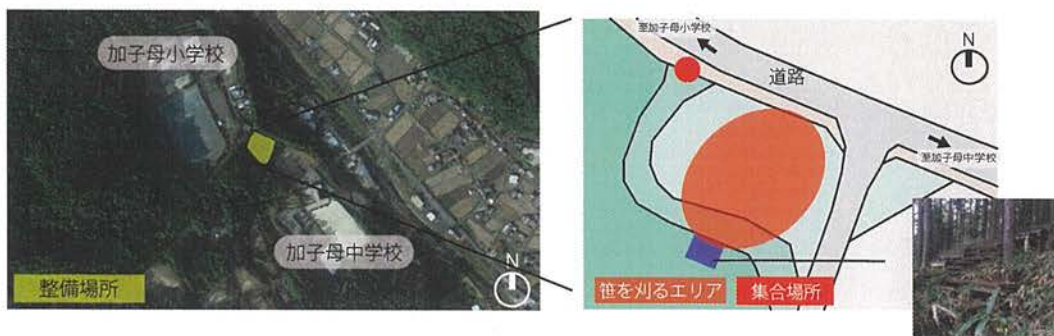 加子母小学校
加子母中学校
整備場所
N
至加子母小学校
道路
N
至加子母中学校
笹を刈るエリア
集合場所